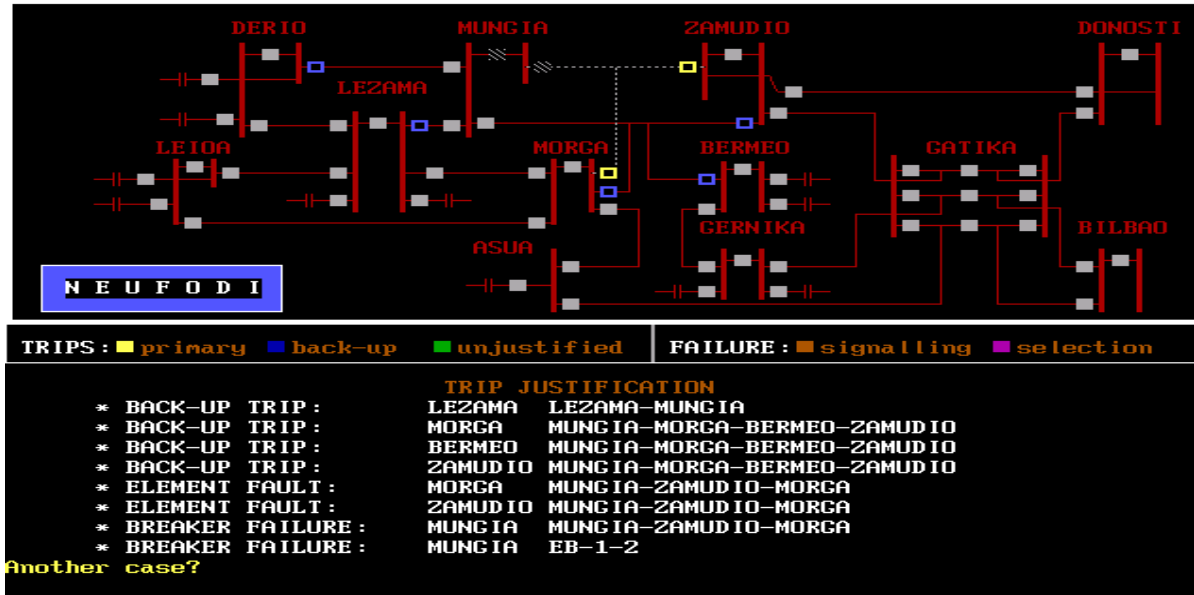 DERIO MUNGIA ZAMUDIO DONOSTI
LEZAMA
LEIOA MORGA BERMEO GATIKA
ASUA GERNIKA BILBAO
N E U F O D I
TRIPS: primary back-up unjustified FAILURE: signalling selection
TRIP JUSTIFICATION
* BACK-UP TRIP: LEZAMA LEZAMA-MUNGIA
* BACK-UP TRIP: MORGA MUNGIA-MORGA-BERMEO-ZAMUDIO
* BACK-UP TRIP: BERMEO MUNGIA-MORGA-BERMEO-ZAMUDIO
* BACK-UP TRIP: ZAMUDIO MUNGIA-MORGA-BERMEO-ZAMUDIO
* ELEMENT FAULT: MORGA MUNGIA-ZAMUDIO-MORGA
* ELEMENT FAULT: ZAMUDIO MUNGIA-ZAMUDIO-MORGA
* BREAKER FAILURE: MUNGIA MUNGIA-ZAMUDIO-MORGA
* BREAKER FAILURE: MUNGIA EB-1-2
Another case?